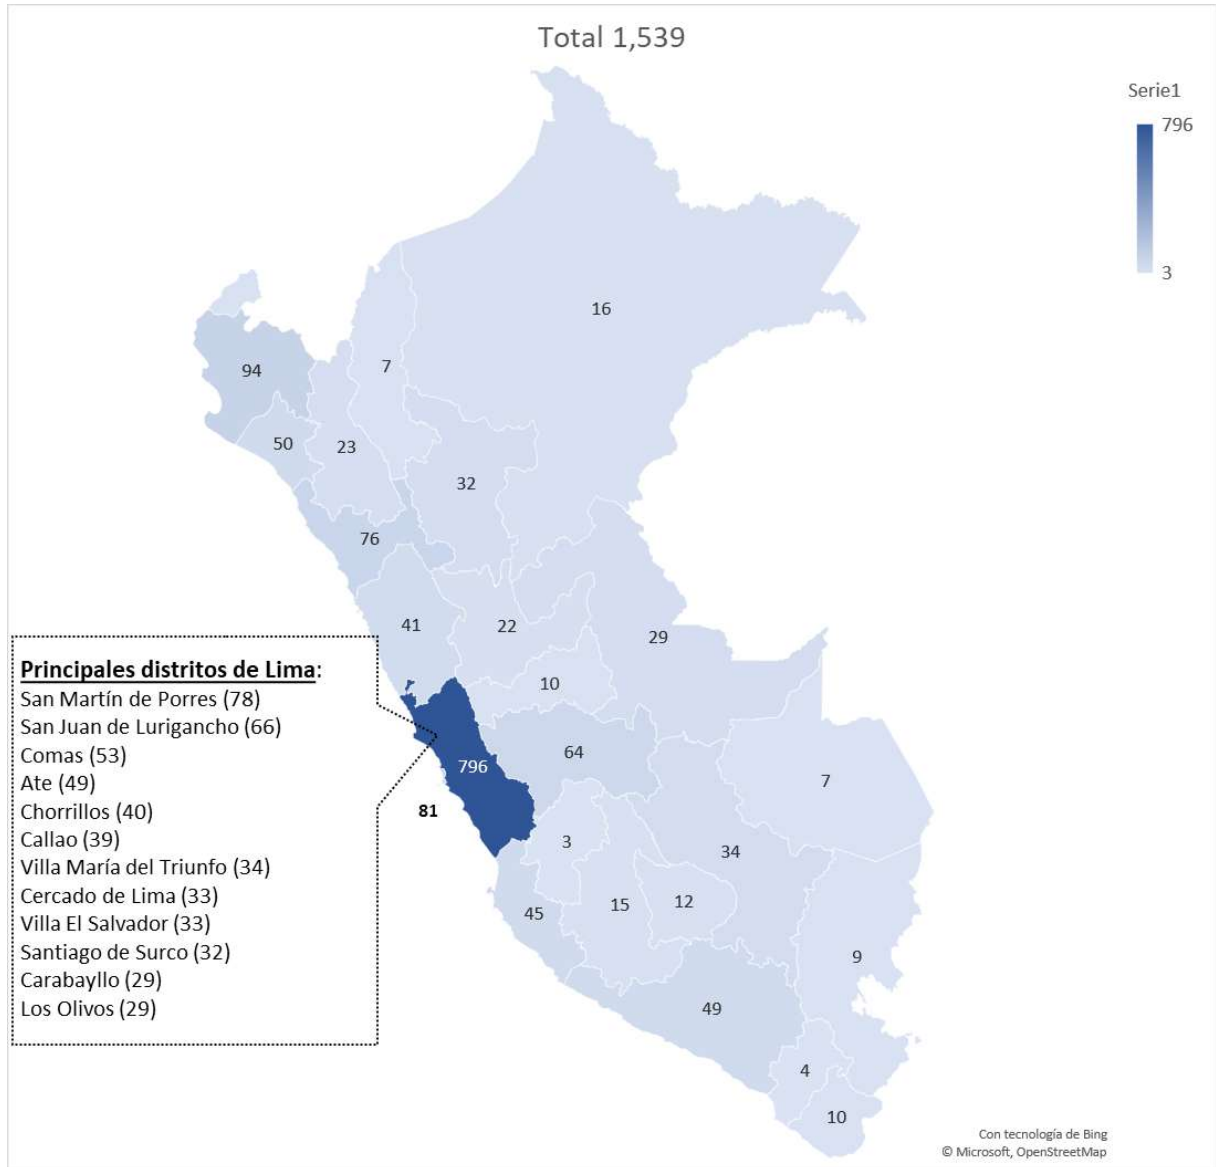 Total 1,539
Serie1
796
3
16
7
94
50
23
32
76
41
22
29
10
Principales distritos de Lima:
San Martín de Porres (78)
San Juan de Lurigancho (66)
Comas (53)
Ate (49)
Chorrillos (40)
Callao (39)
Villa María del Triunfo (34)
Cercado de Lima (33)
Villa El Salvador (33)
Santiago de Surco (32)
Carabayllo (29)
Los Olivos (29)
796
81
64
7
3
34
45
15
12
9
49
4
10
Con tecnología de Bing
© Microsoft, OpenStreetMap